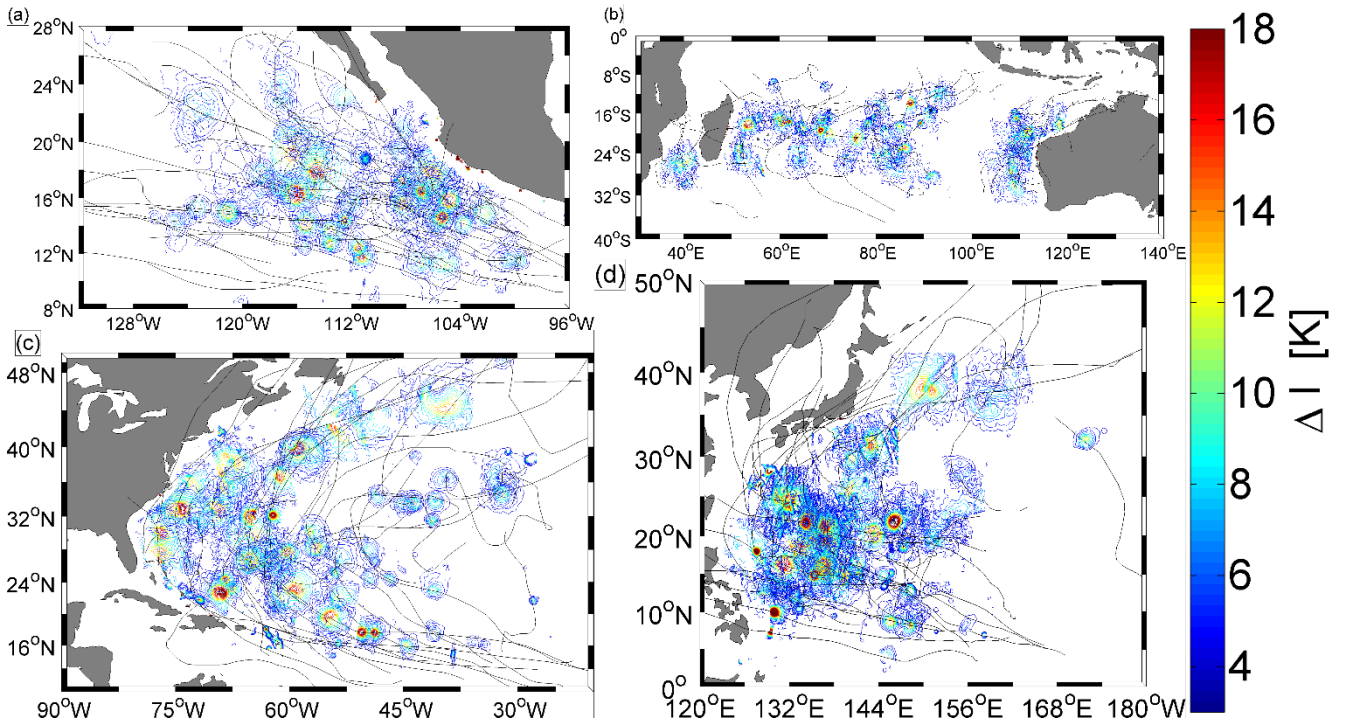 (a)
28°N
24°N
20°N
16°N
12°N
8°N
128°W 120°W 112°W 104°W 96°W
(b)
0°
8°S
16°S
24°S
32°S
40°S
40°E 60°E 80°E 100°E 120°E 140°E
(c)
48°N
40°N
32°N
24°N
16°N
90°W 75°W 60°W 45°W 30°W
(d)
50°N
40°N
30°N
20°N
10°N
0°
120°E 132°E 144°E 156°E 168°E 180°W
18
16
14
12
10
8
6
4
Δ I [K]